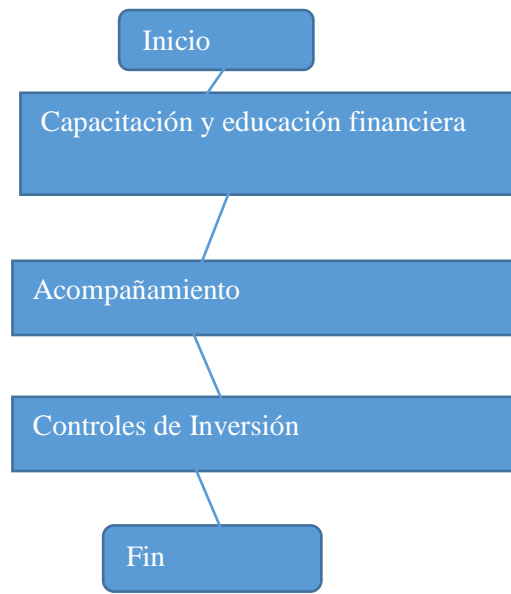 Inicio
Capacitación y educación financiera
Acompañamiento
Controles de Inversión
Fin